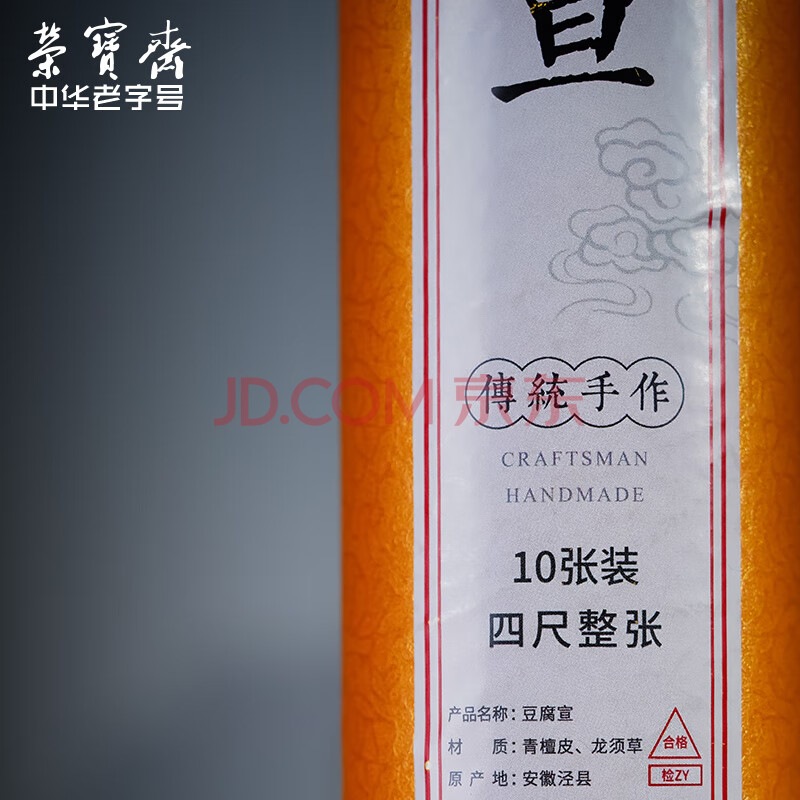 榮寶齋
中华老字号
宣
JD.COM 京东
傳統手作
CRAFTSMAN
HANDMADE
10张装
四尺整张
产品名称：豆腐宣
材质：青檀皮、龙须草
原产地：安徽泾县
合格
检ZY